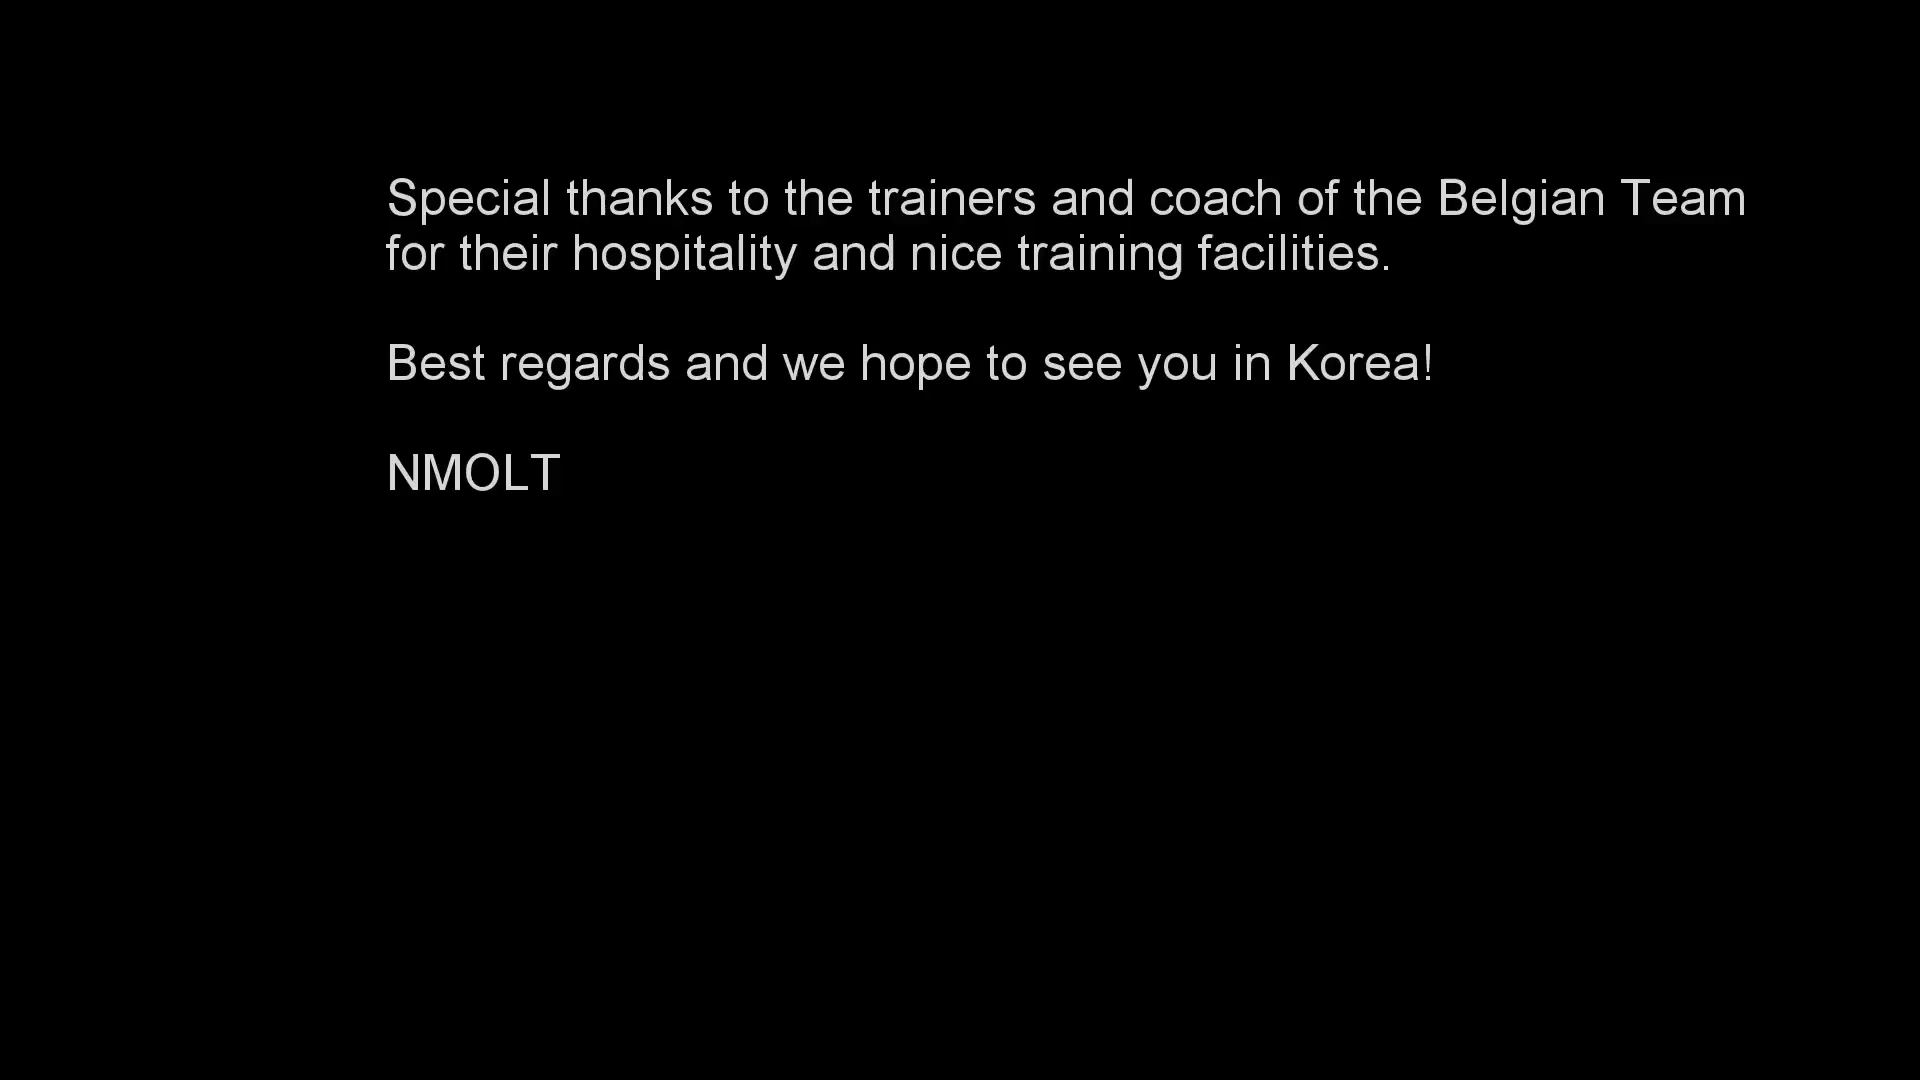 Special thanks to the trainers and coach of the Belgian Team
for their hospitality and nice training facilities.
Best regards and we hope to see you in Korea!
NMOLT